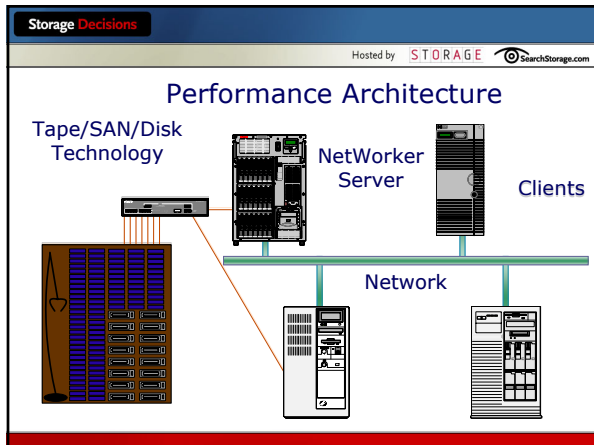 Storage Decisions
Hosted by STORAGE SearchStorage.com
Performance Architecture
Tape/SAN/Disk
Technology
NetWorker
Server
Clients
Network